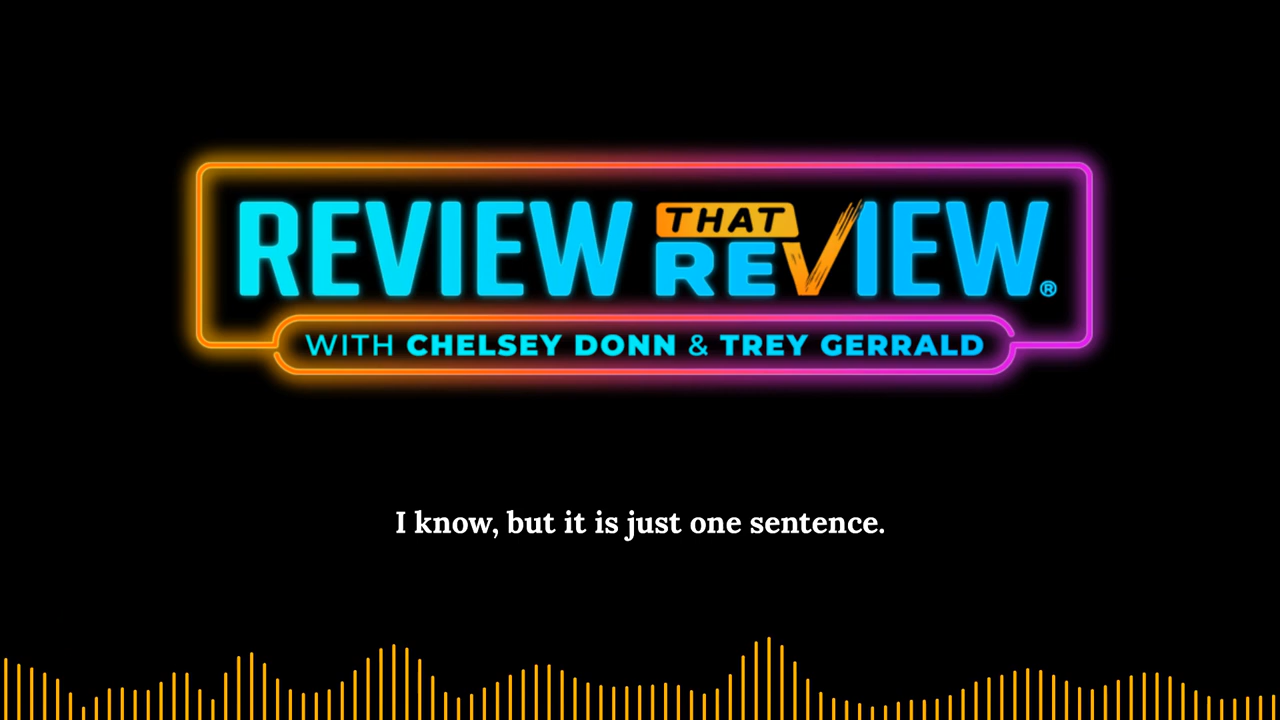 REVIEW THAT REVIEW®
WITH CHELSEY DONN & TREY GERRALD
I know, but it is just one sentence.